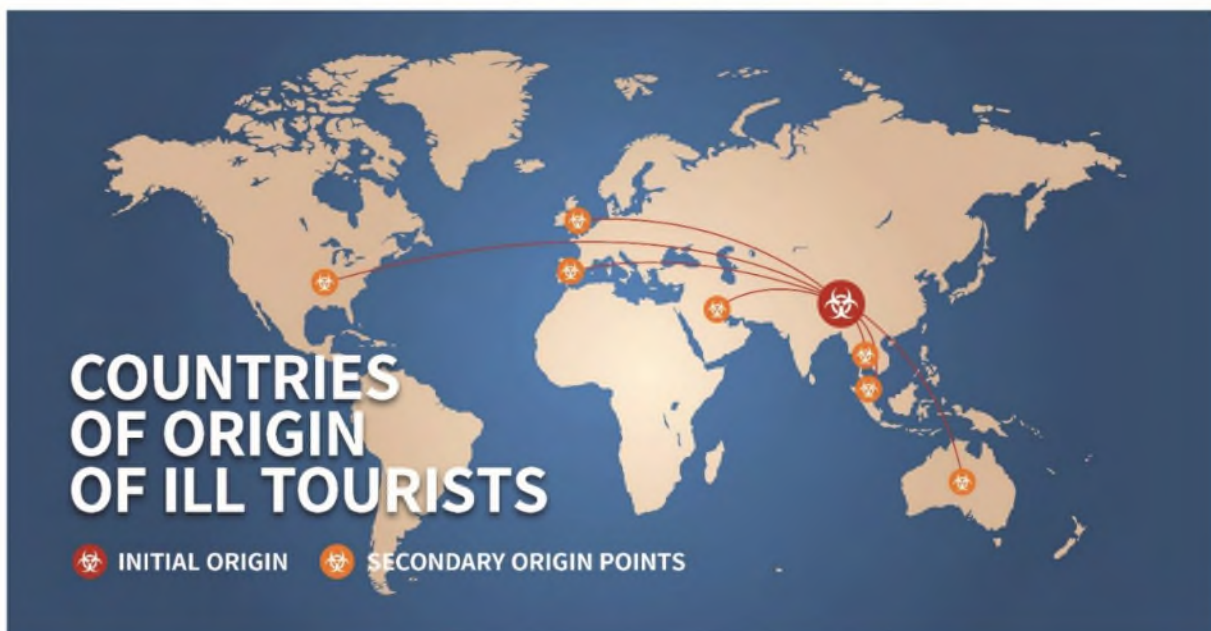 COUNTRIES
OF ORIGIN
OF ILL TOURISTS
INITIAL ORIGIN
SECONDARY ORIGIN POINTS